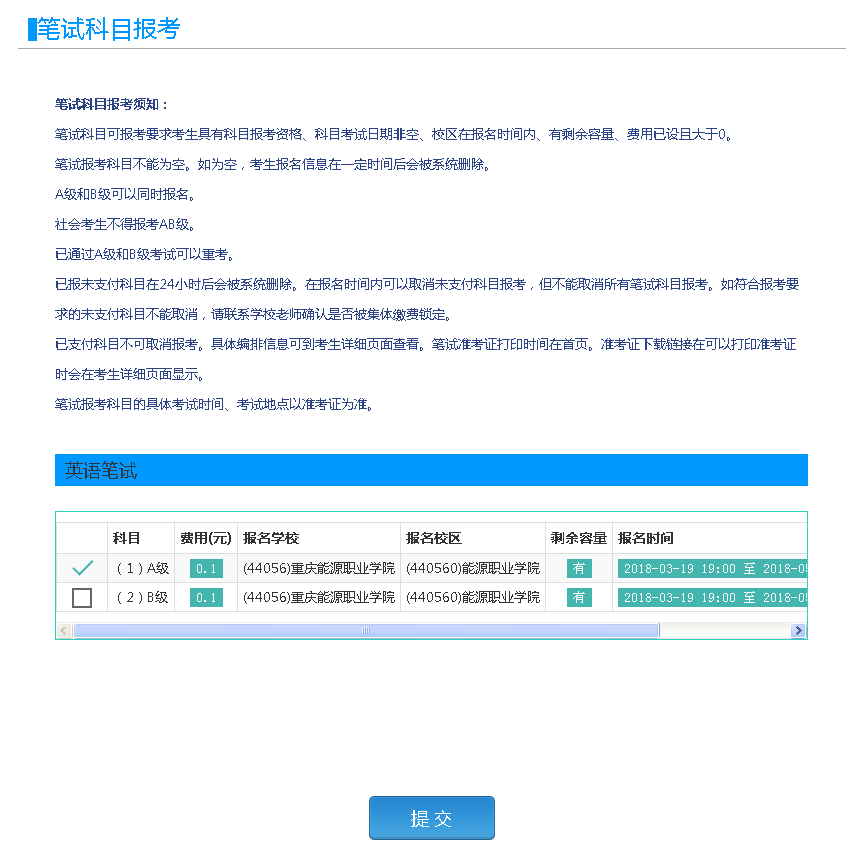 笔试科目报考
笔试科目报考须知：
笔试科目可报考要求考生具有科目报考资格、科目考试日期非空、校区在报名时间内、有剩余容量、费用已设且大于0。
笔试报考科目不能为空。如为空，考生报名信息在一定时间后会被系统删除。
A级和B级可以同时报名。
社会考生不得报考AB级。
已通过A级和B级考试可以重考。
已报未支付科目在24小时后会被系统删除。在报名时间内可以取消未支付科目报考，但不能取消所有笔试科目报考。如符合报考要
求的未支付科目不能取消，请联系学校老师确认是否被集体缴费锁定。
已支付科目不可取消报考。具体编排信息可到考生详细页面查看。笔试准考证打印时间在首页。准考证下载链接在可以打印准考证
时会在考生详细页面显示。
笔试报考科目的具体考试时间、考试地点以准考证为准。
英语笔试
科目 费用(元) 报名学校 报名校区 剩余容量 报名时间
（1）A级 0.1 (44056)重庆能源职业学院 (440560)能源职业学院 有 2018-03-19 19:00 至 2018-0
（2）B级 0.1 (44056)重庆能源职业学院 (440560)能源职业学院 有 2018-03-19 19:00 至 2018-0
提 交